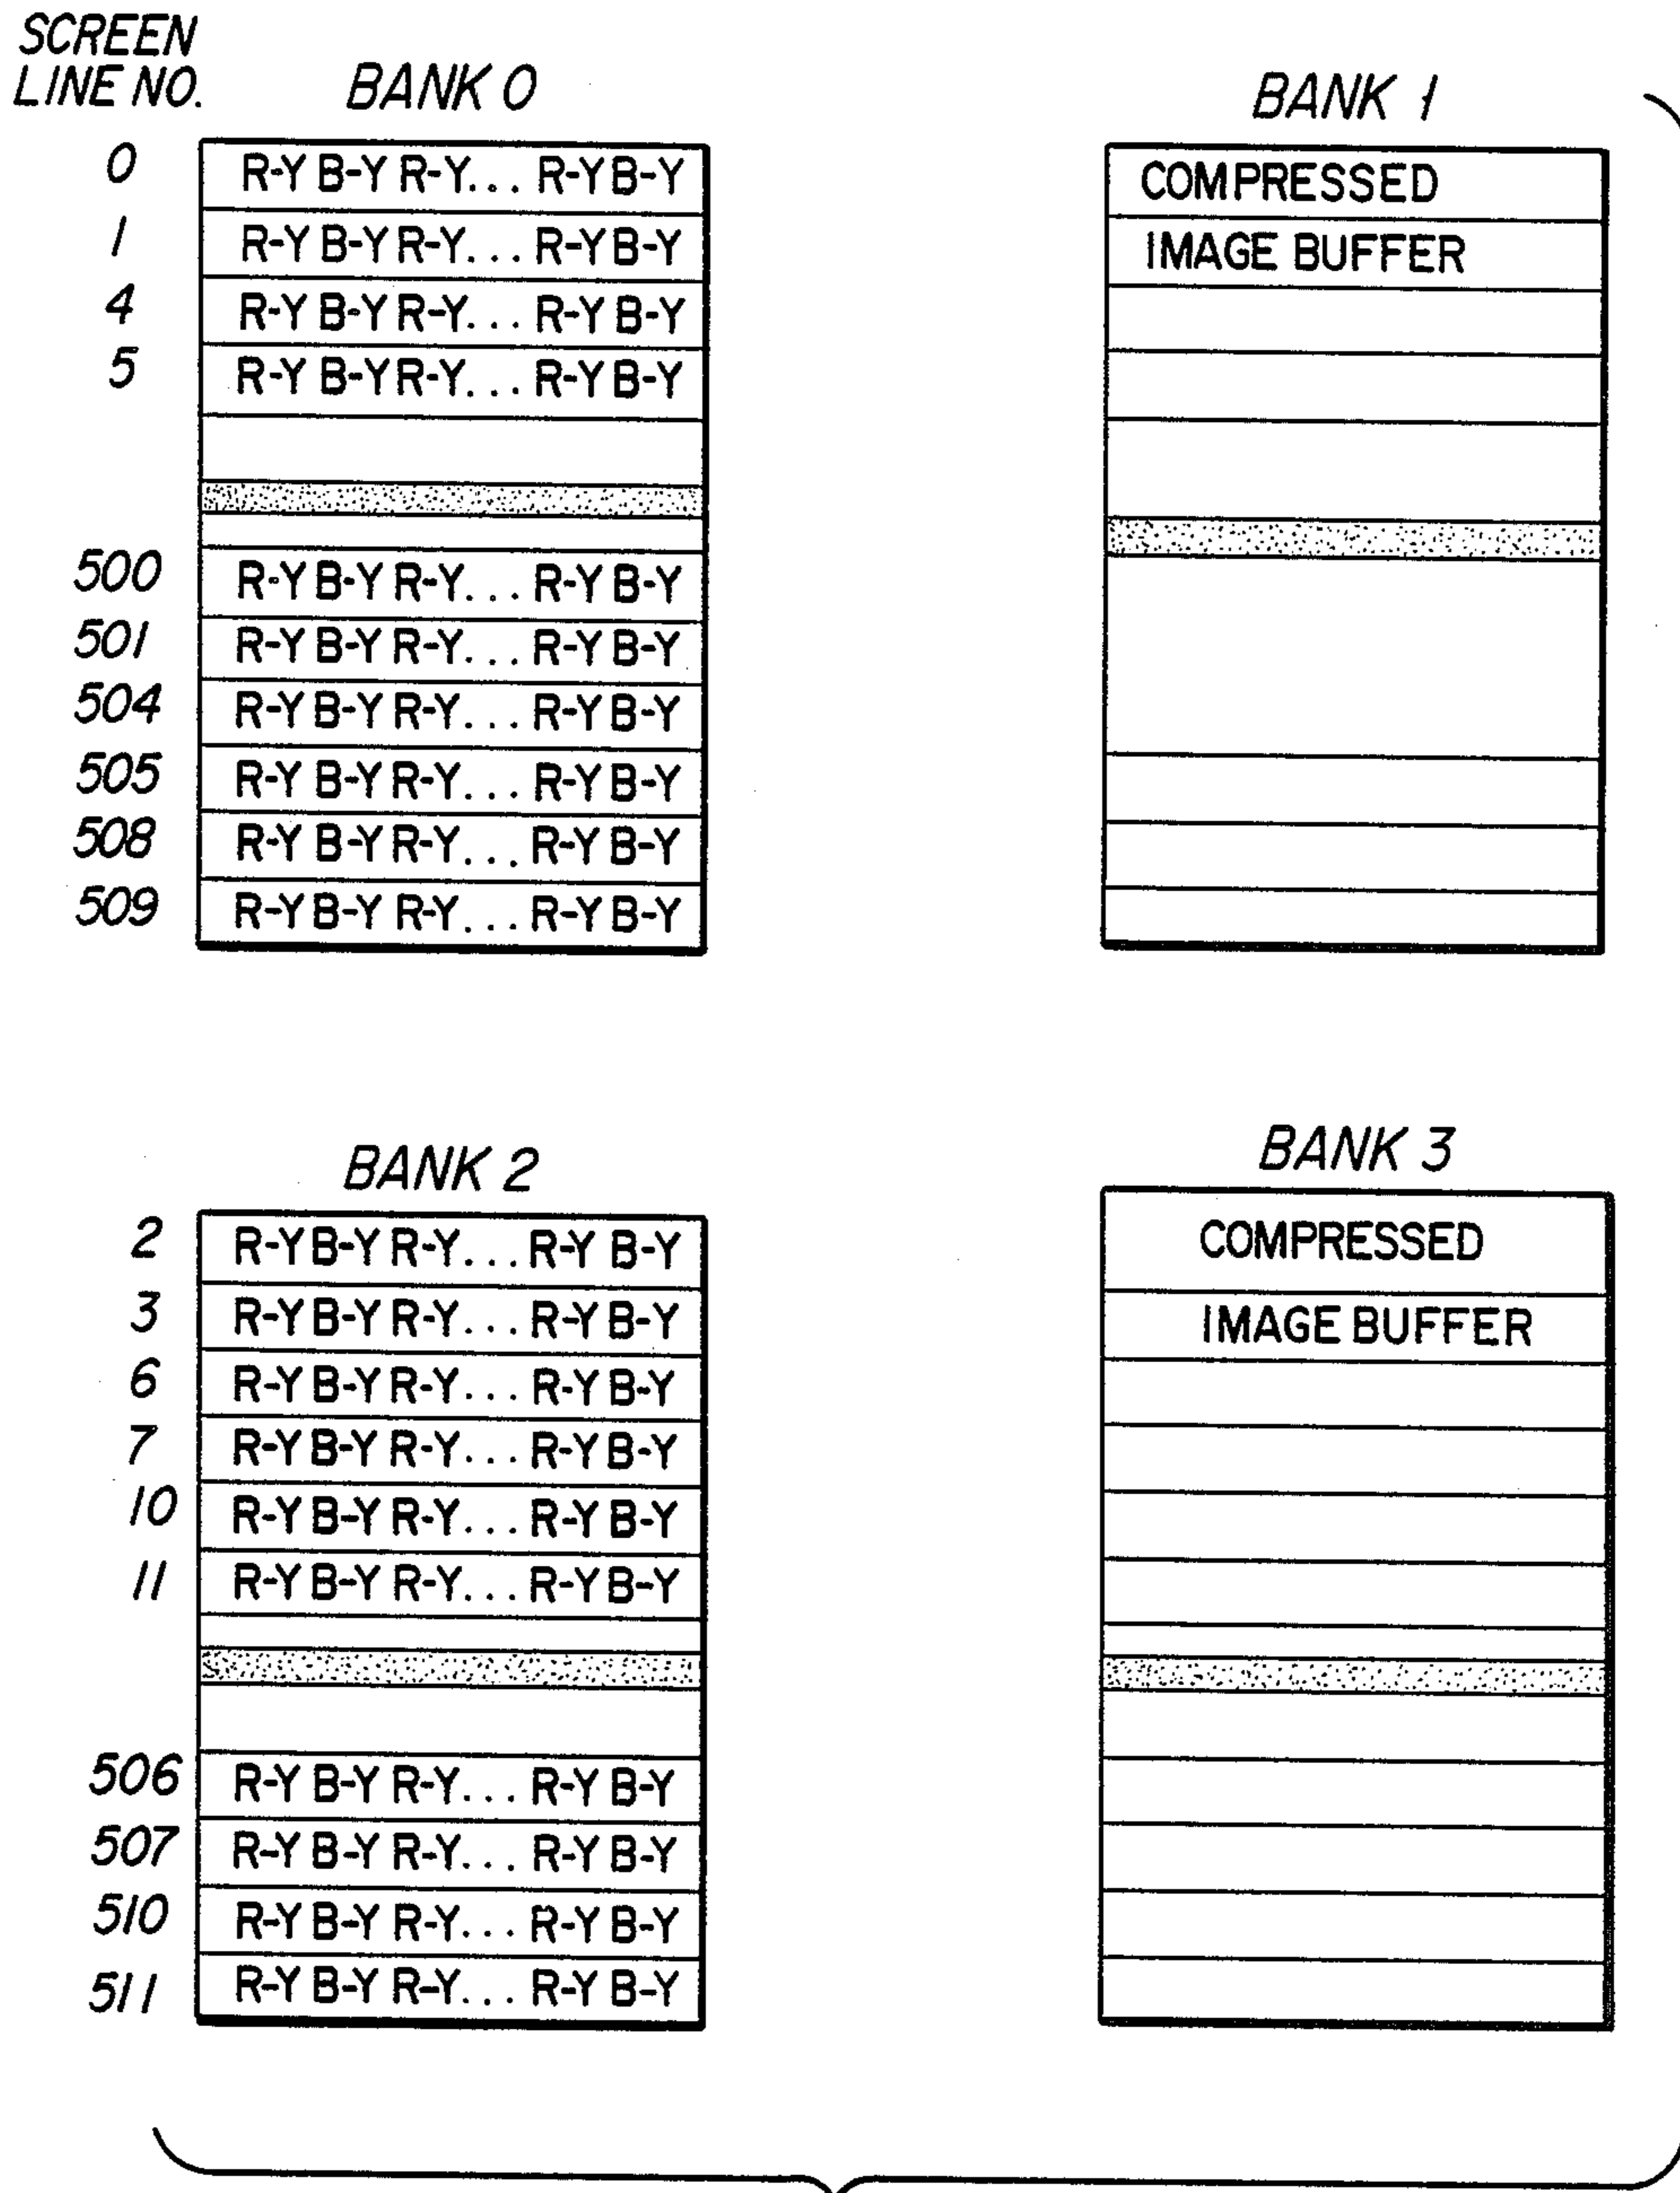 SCREEN
LINE NO.
BANK 0
0 R-Y B-Y R-Y... R-Y B-Y
1 R-Y B-Y R-Y... R-Y B-Y
4 R-Y B-Y R-Y... R-Y B-Y
5 R-Y B-Y R-Y... R-Y B-Y
500 R-Y B-Y R-Y... R-Y B-Y
501 R-Y B-Y R-Y... R-Y B-Y
504 R-Y B-Y R-Y... R-Y B-Y
505 R-Y B-Y R-Y... R-Y B-Y
508 R-Y B-Y R-Y... R-Y B-Y
509 R-Y B-Y R-Y... R-Y B-Y
BANK 1
COMPRESSED
IMAGE BUFFER
BANK 2
2 R-Y B-Y R-Y... R-Y B-Y
3 R-Y B-Y R-Y... R-Y B-Y
6 R-Y B-Y R-Y... R-Y B-Y
7 R-Y B-Y R-Y... R-Y B-Y
10 R-Y B-Y R-Y... R-Y B-Y
11 R-Y B-Y R-Y... R-Y B-Y
506 R-Y B-Y R-Y... R-Y B-Y
507 R-Y B-Y R-Y... R-Y B-Y
510 R-Y B-Y R-Y... R-Y B-Y
511 R-Y B-Y R-Y... R-Y B-Y
BANK 3
COMPRESSED
IMAGE BUFFER